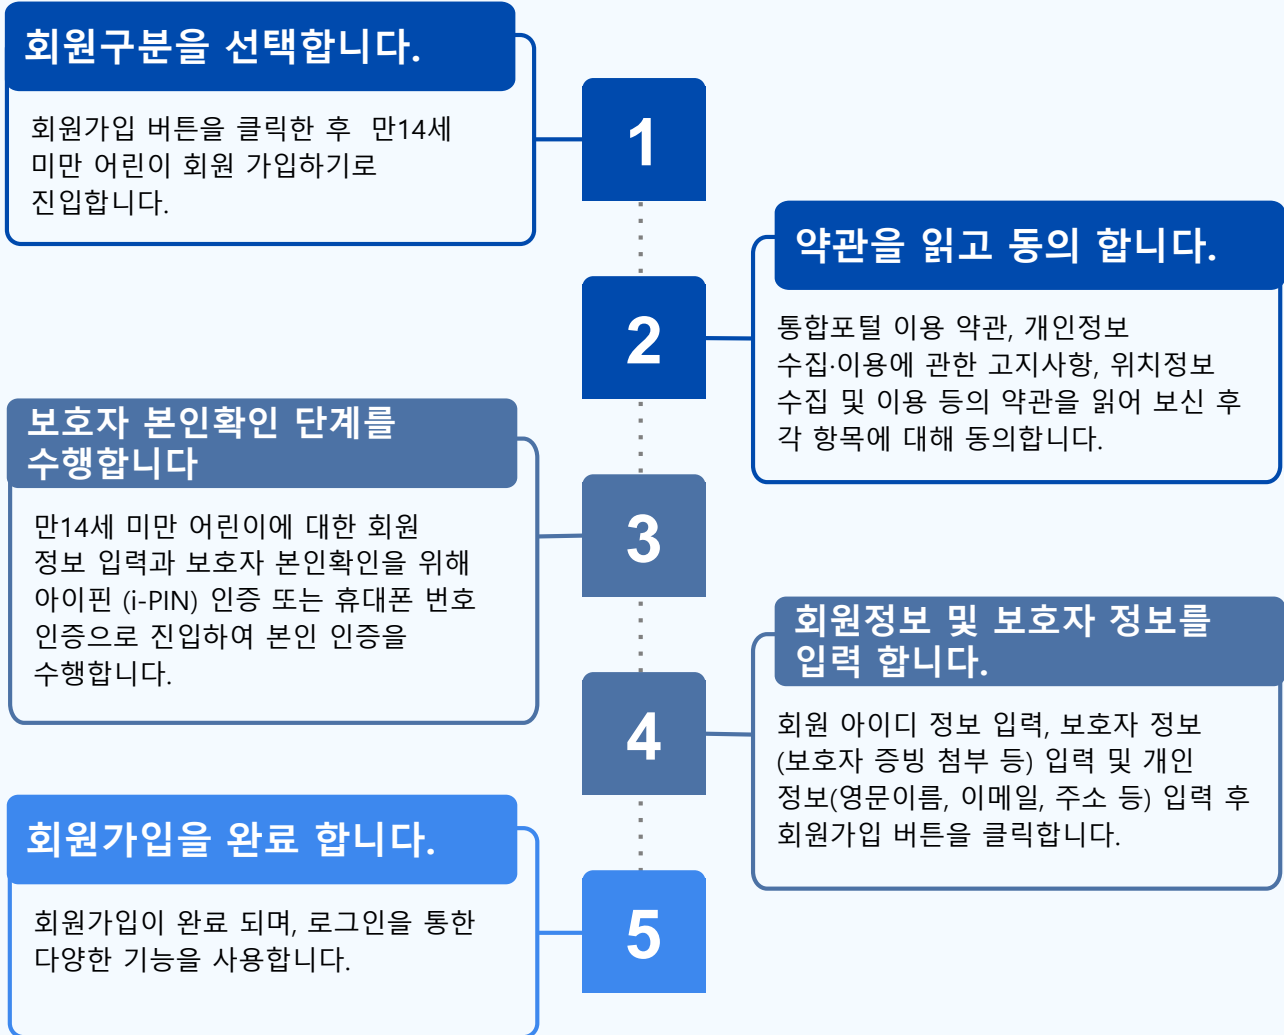 회원구분을 선택합니다.
회원가입 버튼을 클릭한 후  만14세
미만 어린이 회원 가입하기로
진입합니다.
1
약관을 읽고 동의 합니다.
통합포털 이용 약관, 개인정보
수집·이용에 관한 고지사항, 위치정보
수집 및 이용 등의 약관을 읽어 보신 후
각 항목에 대해 동의합니다.
2
보호자 본인확인 단계를
수행합니다
만14세 미만 어린이에 대한 회원
정보 입력과 보호자 본인확인을 위해
아이핀 (i-PIN) 인증 또는 휴대폰 번호
인증으로 진입하여 본인 인증을
수행합니다.
3
회원정보 및 보호자 정보를
입력 합니다.
회원 아이디 정보 입력, 보호자 정보
(보호자 증빙 첨부 등) 입력 및 개인
정보(영문이름, 이메일, 주소 등) 입력 후
회원가입 버튼을 클릭합니다.
4
회원가입을 완료 합니다.
회원가입이 완료 되며, 로그인을 통한
다양한 기능을 사용합니다.
5